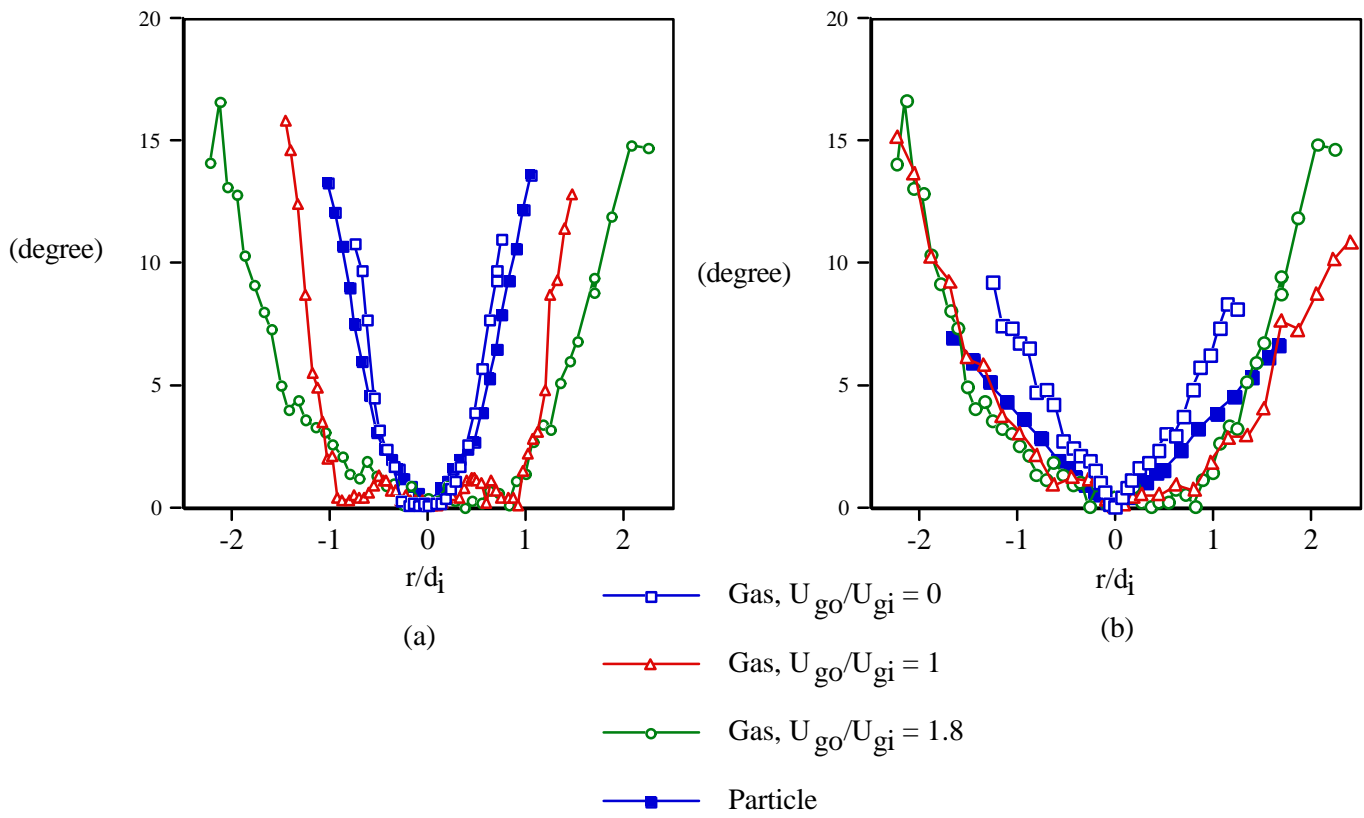 20
15
10
5
0
(degree)
-2 -1 0 1 2
r/di
(a)
20
15
10
5
0
(degree)
-2 -1 0 1 2
r/di
(b)
Gas, Ugo/Ugi = 0
Gas, Ugo/Ugi = 1
Gas, Ugo/Ugi = 1.8
Particle